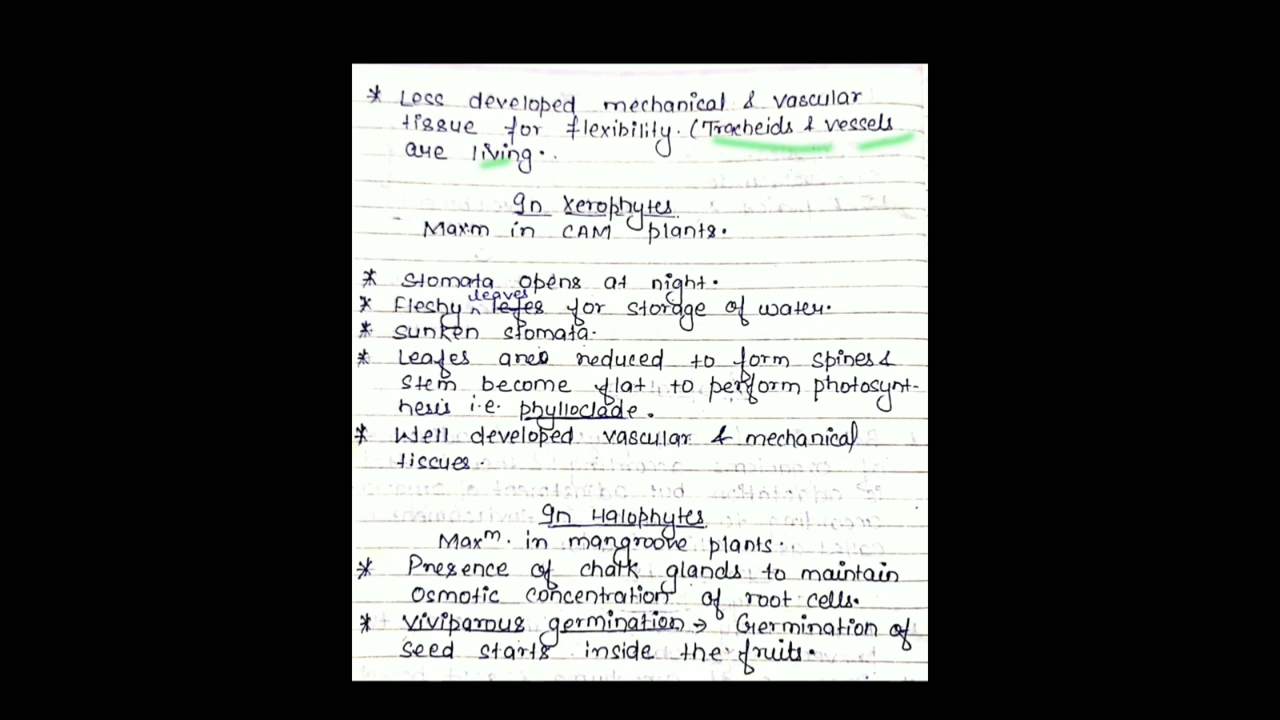 * Less developed mechanical & vascular
tissue for flexibility. (Tracheids & vessels
are living..
In Xerophytes
Maxm in CAM plants.
* Stomata opens at night.
* Fleshy leaves lefes for storage of water.
* Sunken stomata.
* Leafes are reduced to form spines &
stem become flat to perform photosynt-
hesis i.e. phylloclade.
* Well developed vascular & mechanical
tissues.
In Halophytes
Maxm. in mangroove plants.
* Presence of chalk glands to maintain
osmotic concentration of root cells.
* Viviparous germination → Germination of
seed starts inside the fruits.